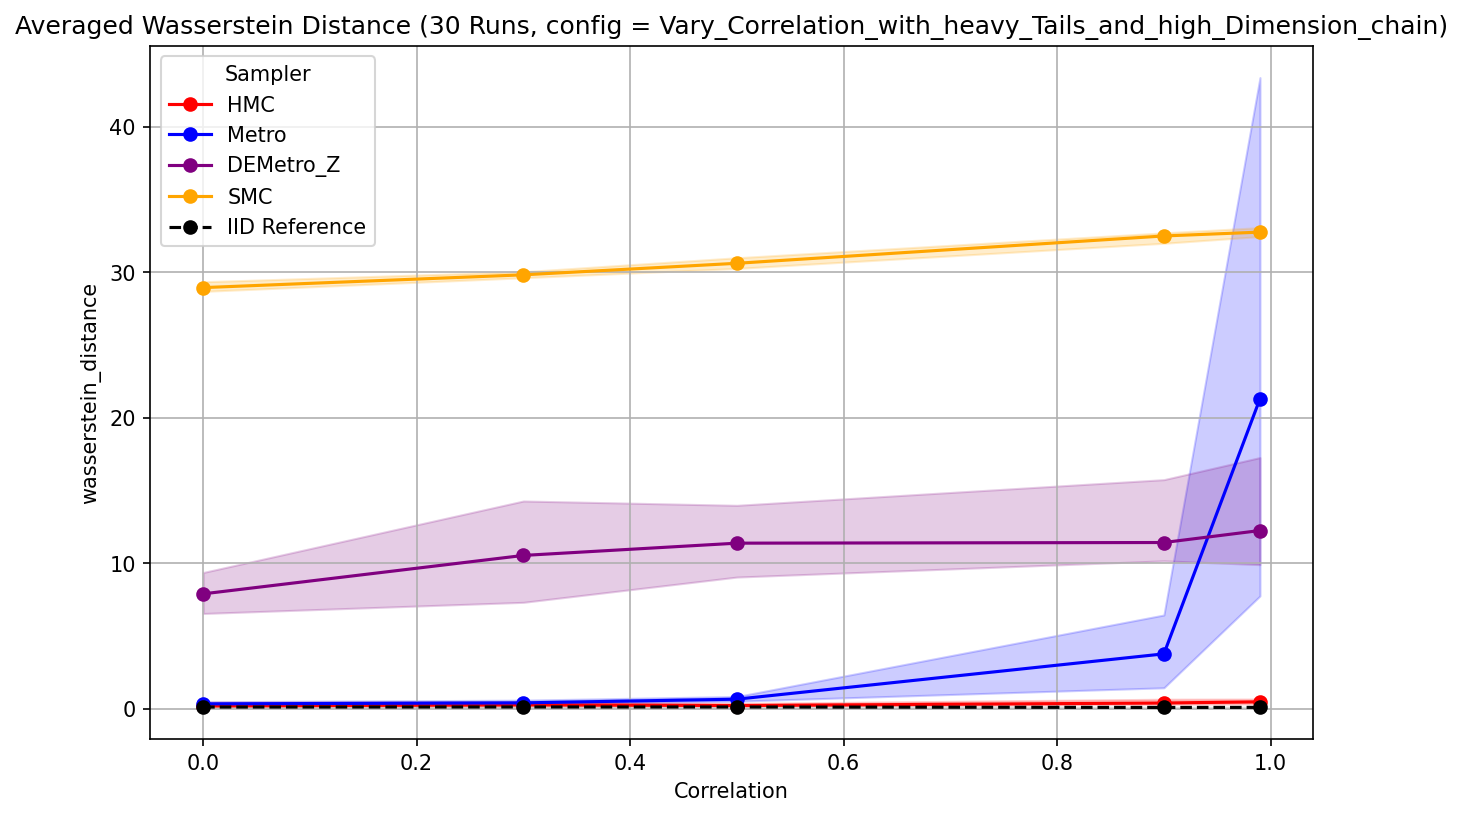 Averaged Wasserstein Distance (30 Runs, config = Vary_Correlation_with_heavy_Tails_and_high_Dimension_chain)
Sampler
HMC
Metro
DEMetro_Z
SMC
IID Reference
wasserstein_distance
40
30
20
10
0
0.0 0.2 0.4 0.6 0.8 1.0
Correlation